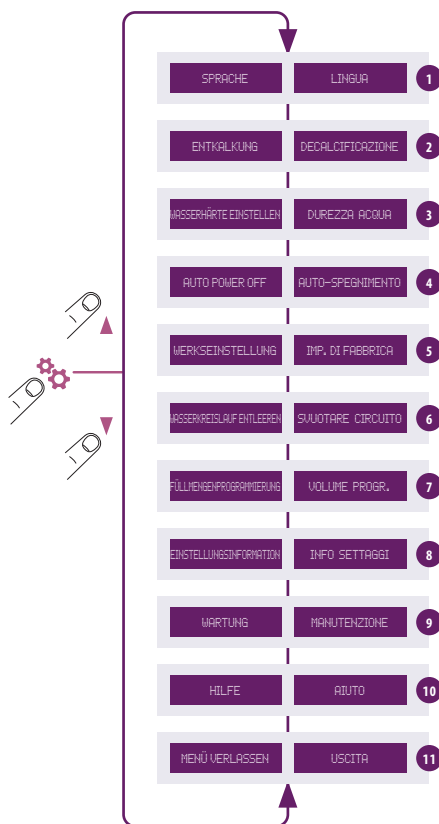 SPRACHE LINGUA 1
ENTKALKUNG DECALCIFICAZIONE 2
WASSERHÄRTE EINSTELLEN DUREZZA ACQUA 3
AUTO POWER OFF AUTO-SPEGNIMENTO 4
WERKSEINSTELLUNG IMP. DI FABBRICA 5
WASSERKREISLAUF ENTLEEREN SVUOTARE CIRCUITO 6
FÜLLMENGENPROGRAMMIERUNG VOLUME PROGR. 7
EINSTELLUNGSINFORMATION INFO SETTAGGI 8
WARTUNG MANUTENZIONE 9
HILFE AIUTO 10
MENÜ VERLASSEN USCITA 11